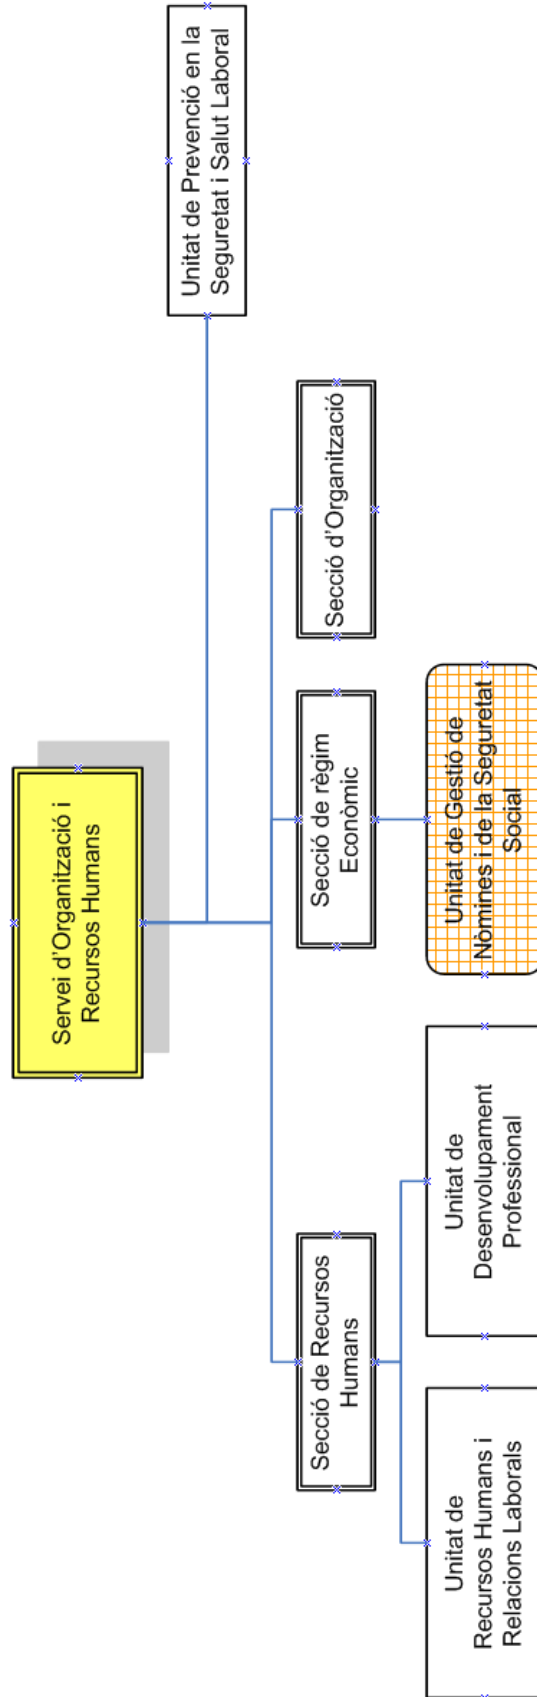 Servei d'Organització i
Recursos Humans
Unitat de Prevenció en la
Seguretat i Salut Laboral
Secció de Recursos
Humans
Secció de règim
Econòmic
Secció d'Organització
Unitat de
Recursos Humans i
Relacions Laborals
Unitat de
Desenvolupament
Professional
Unitat de Gestió de
Nòmines i de la Seguretat
Social